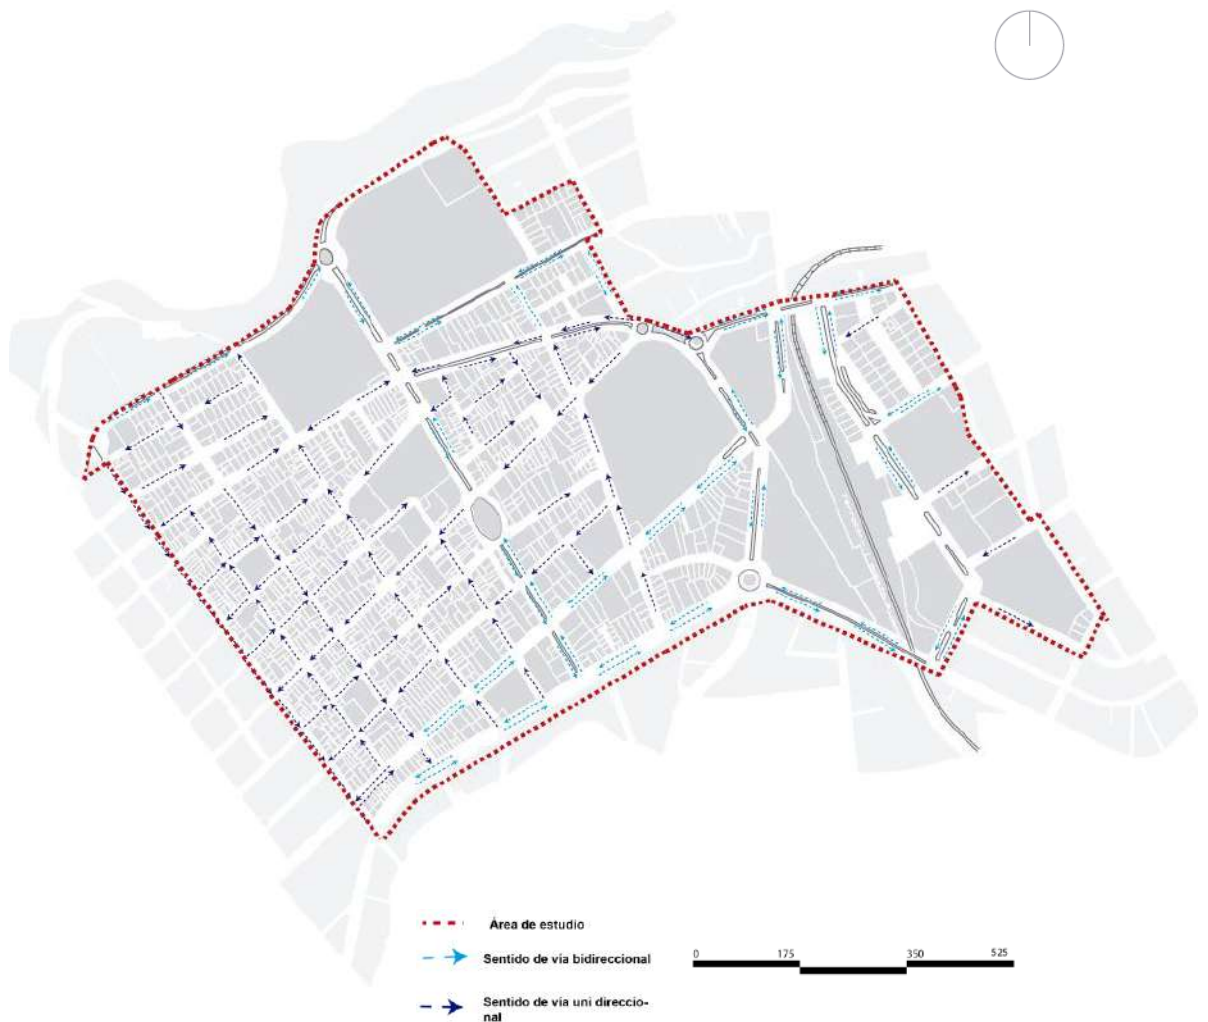 Área de estudio
Sentido de vía bidireccional
0 175 350 525
Sentido de vía uni direccio-
nal